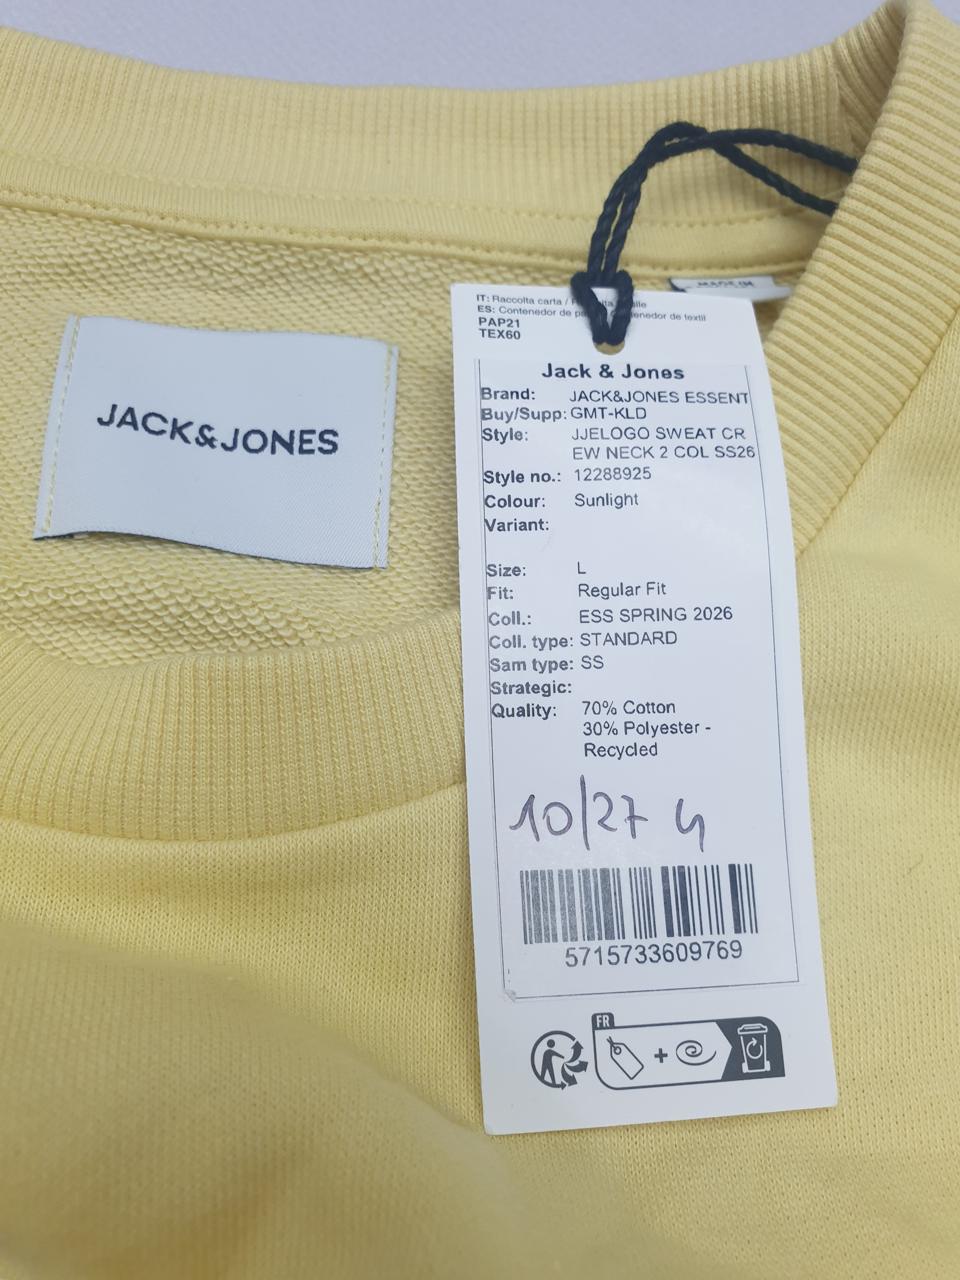 JACK&JONES
IT: Raccolta carta /
ES: Contenedor de tenedor de textil
PAP21
TEX60
Jack & Jones
Brand: JACK&JONES ESSENT
Buy/Supp: GMT-KLD
Style: JJELOGO SWEAT CR
EW NECK 2 COL SS26
Style no.: 12288925
Colour: Sunlight
Variant:
Size: L
Fit: Regular Fit
Coll.: ESS SPRING 2026
Coll. type: STANDARD
Sam type: SS
Strategic:
Quality: 70% Cotton
30% Polyester -
Recycled
10/27 4
5715733609769
FR
+